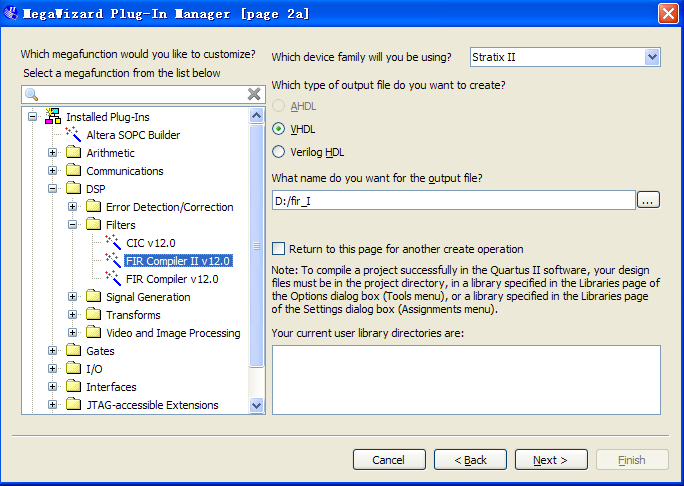 MegaWizard Plug-In Manager [page 2a]
Which megafunction would you like to customize?
Select a megafunction from the list below
Installed Plug-Ins
Altera SOPC Builder
Arithmetic
Communications
DSP
Error Detection/Correction
Filters
CIC v12.0
FIR Compiler II v12.0
FIR Compiler v12.0
Signal Generation
Transforms
Video and Image Processing
Gates
I/O
Interfaces
JTAG-accessible Extensions
Which device family will you be using?
Stratix II
Which type of output file do you want to create?
AHDL
VHDL
Verilog HDL
What name do you want for the output file?
D:/fir_I
...
Return to this page for another create operation
Note: To compile a project successfully in the Quartus II software, your design
files must be in the project directory, in a library specified in the Libraries page of
the Options dialog box (Tools menu), or a library specified in the Libraries page
of the Settings dialog box (Assignments menu).
Your current user library directories are:
Cancel
< Back
Next >
Finish